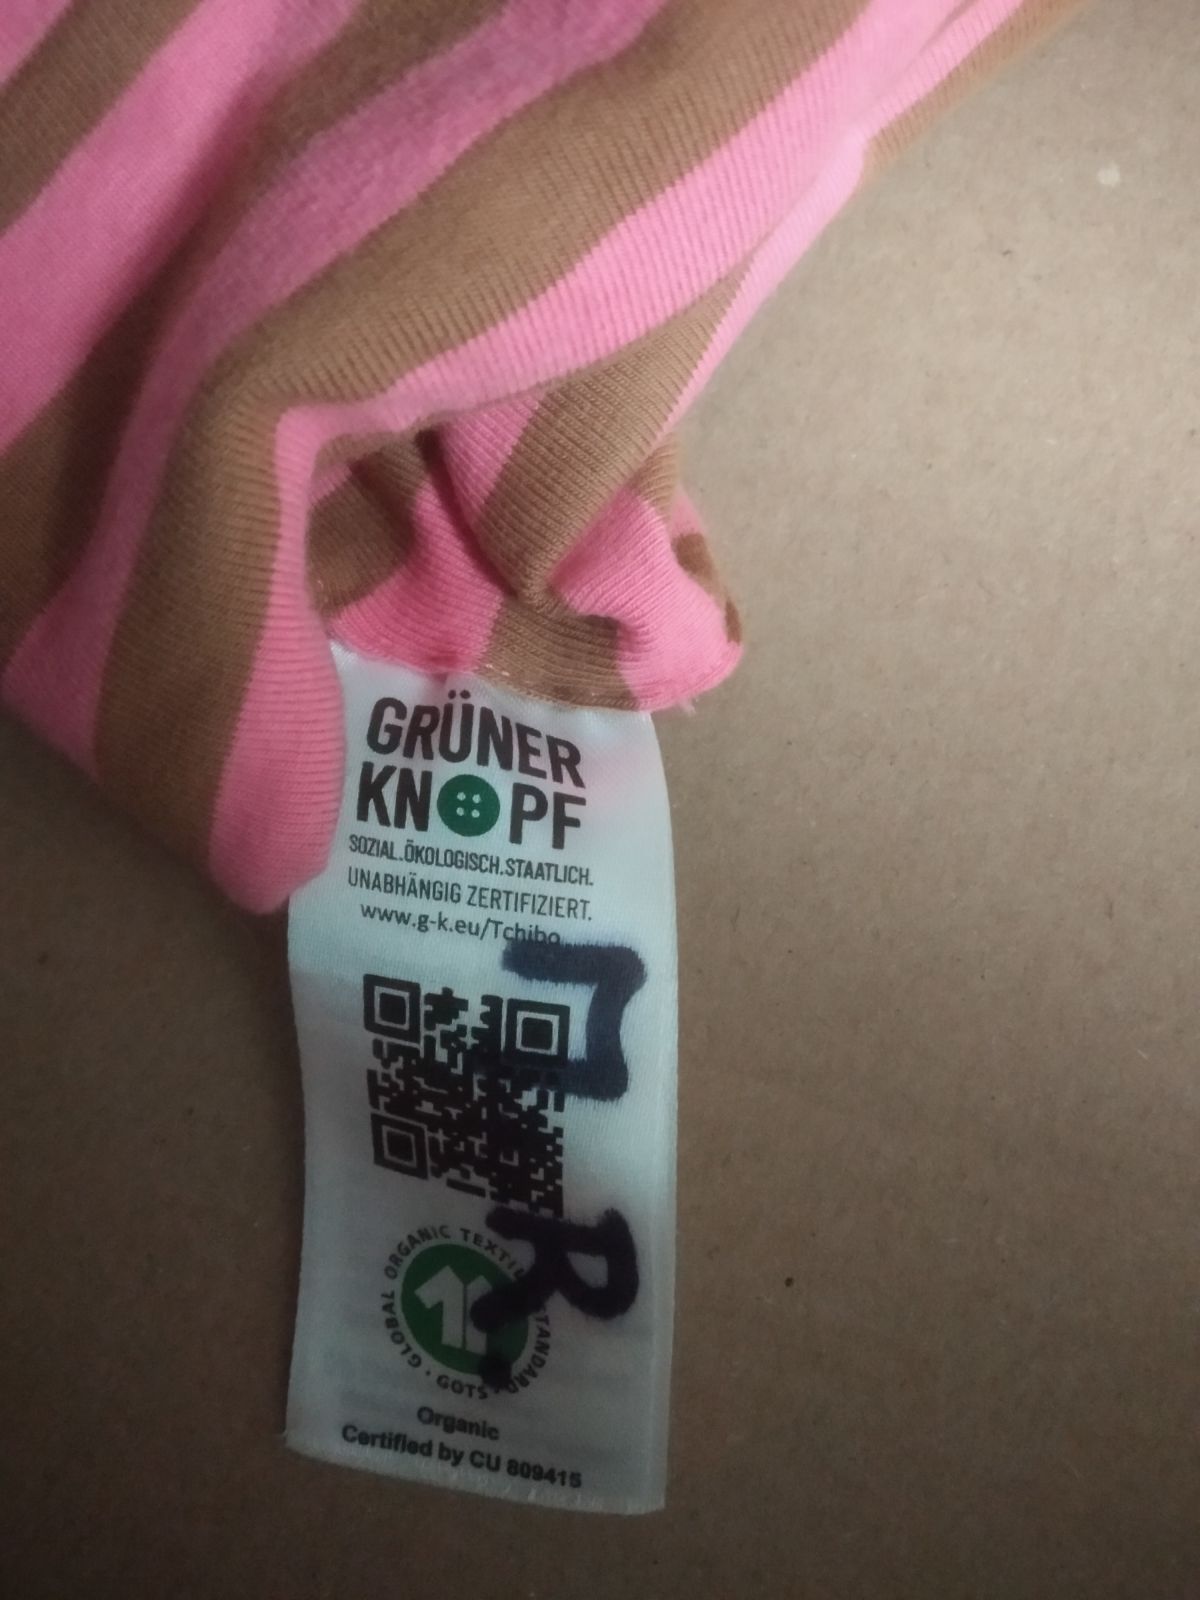 GRÜNER
KNOPF
SOZIAL.ÖKOLOGISCH.STAATLICH.
UNABHÄNGIG ZERTIFIZIERT.
www.g-k.eu/Tchibo
GLOBAL ORGANIC TEXTILE STANDARD · GOTS ·
Organic
Certified by CU 809415